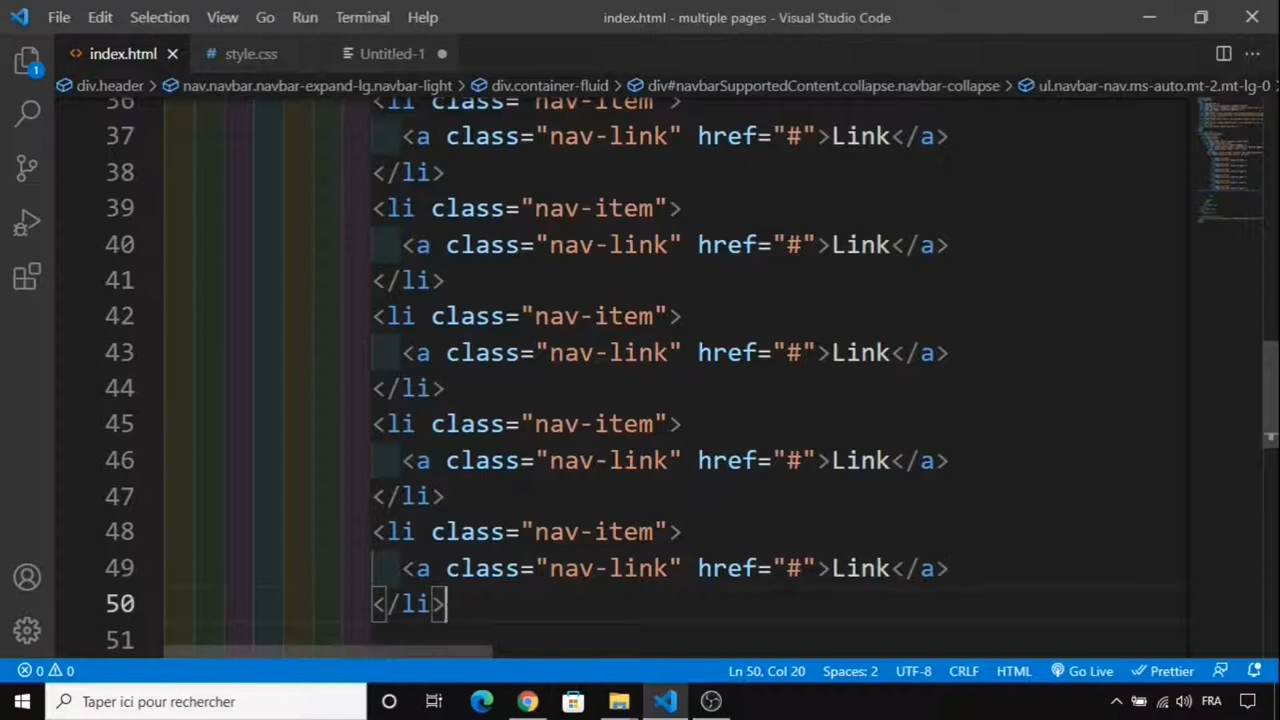 File Edit Selection View Go Run Terminal Help index.html - multiple pages - Visual Studio Code
index.html style.css Untitled-1
div.header > nav.navbar.navbar-expand-lg.navbar-light > div.container-fluid > div#navbarSupportedContent.collapse.navbar-collapse > ul.navbar-nav.ms-auto.mt-2.mt-lg-0
36 <li class="nav-item">
37 <a class="nav-link" href="#">Link</a>
38 </li>
39 <li class="nav-item">
40 <a class="nav-link" href="#">Link</a>
41 </li>
42 <li class="nav-item">
43 <a class="nav-link" href="#">Link</a>
44 </li>
45 <li class="nav-item">
46 <a class="nav-link" href="#">Link</a>
47 </li>
48 <li class="nav-item">
49 <a class="nav-link" href="#">Link</a>
50 </li>
51
1
0 0 Ln 50, Col 20 Spaces: 2 UTF-8 CRLF HTML Go Live Prettier
Taper ici pour rechercher FRA